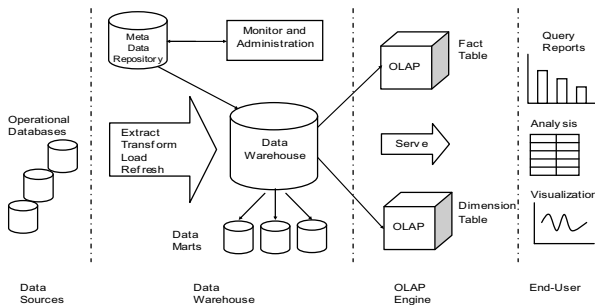 Meta
Data
Repository
Monitor and
Administration
OLAP
Fact
Table
Query
Reports
Operational
Databases
Extract
Transform
Load
Refresh
Data
Warehouse
Serve
Analysis
Data
Marts
OLAP
Dimension
Table
Visualization
Data
Sources
Data
Warehouse
OLAP
Engine
End-User